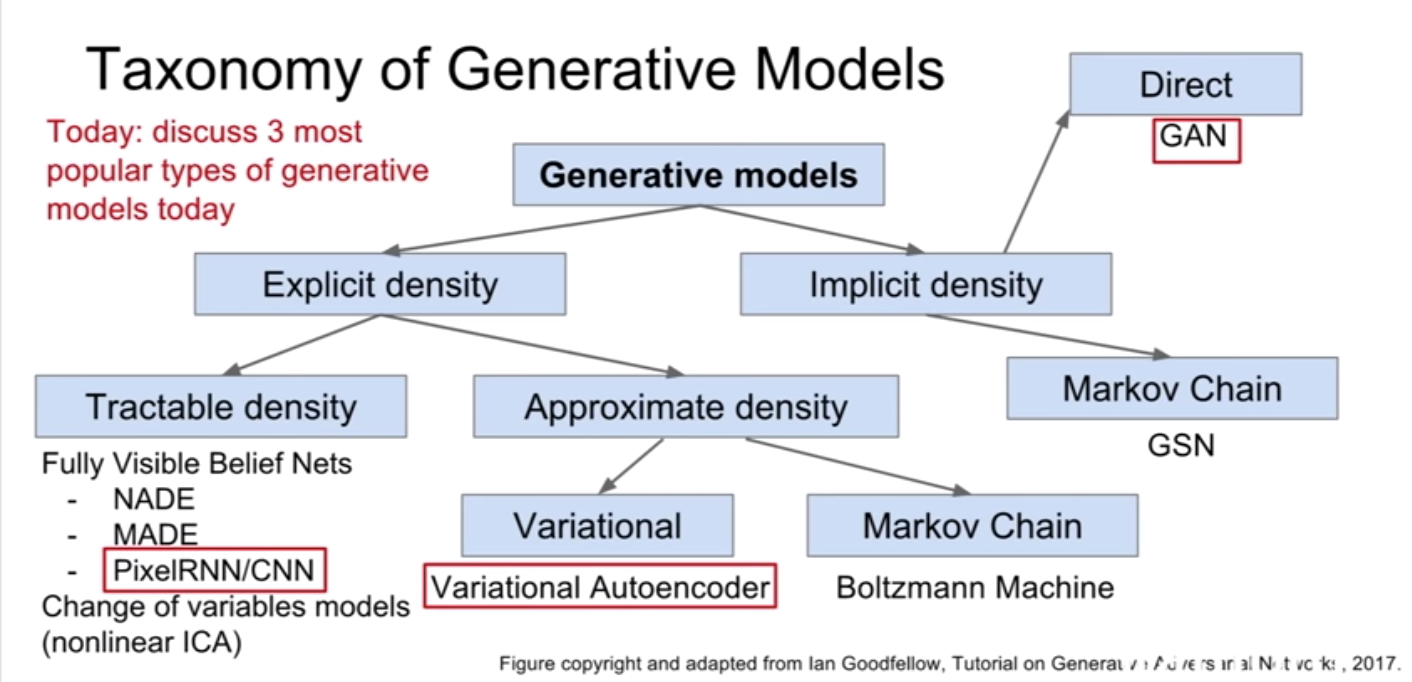 Taxonomy of Generative Models
Today: discuss 3 most
popular types of generative
models today
Direct
GAN
Generative models
Explicit density
Implicit density
Tractable density
Approximate density
Markov Chain
GSN
Fully Visible Belief Nets
- NADE
- MADE
- PixelRNN/CNN
Change of variables models
(nonlinear ICA)
Variational
Variational Autoencoder
Markov Chain
Boltzmann Machine
Figure copyright and adapted from Ian Goodfellow, Tutorial on Generative Adversarial Networks, 2017.